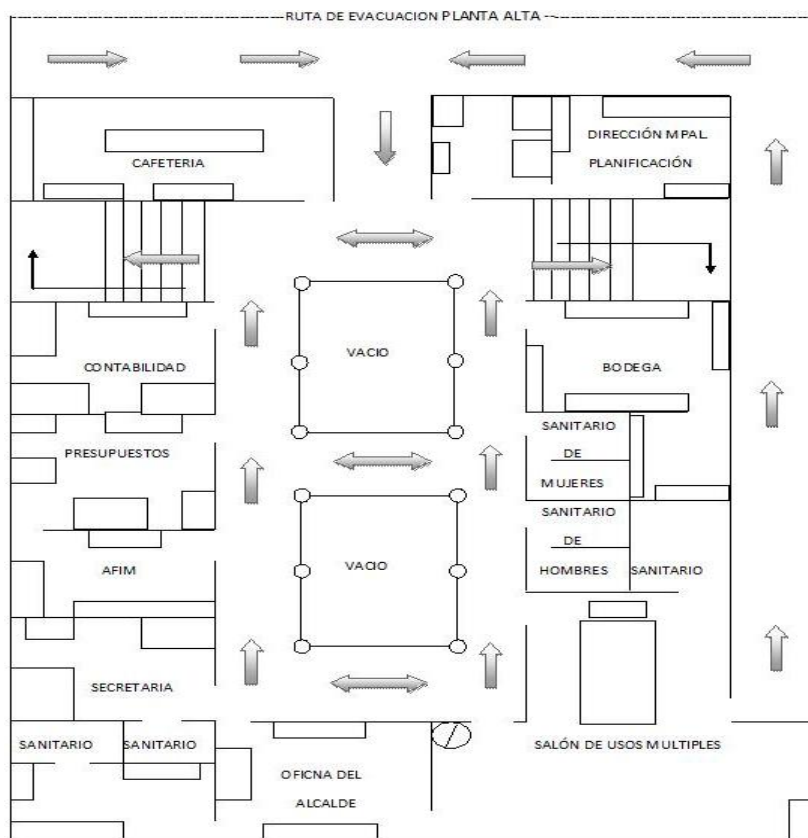 RUTA DE EVACUACION PLANTA ALTA
CAFETERIA
DIRECCIÓN MPAL.
PLANIFICACIÓN
CONTABILIDAD
VACIO
BODEGA
PRESUPUESTOS
SANITARIO
DE
MUJERES
SANITARIO
DE
HOMBRES
SANITARIO
AFIM
VACIO
SECRETARIA
SANITARIO
SANITARIO
OFICNA DEL
ALCALDE
SALÓN DE USOS MULTIPLES